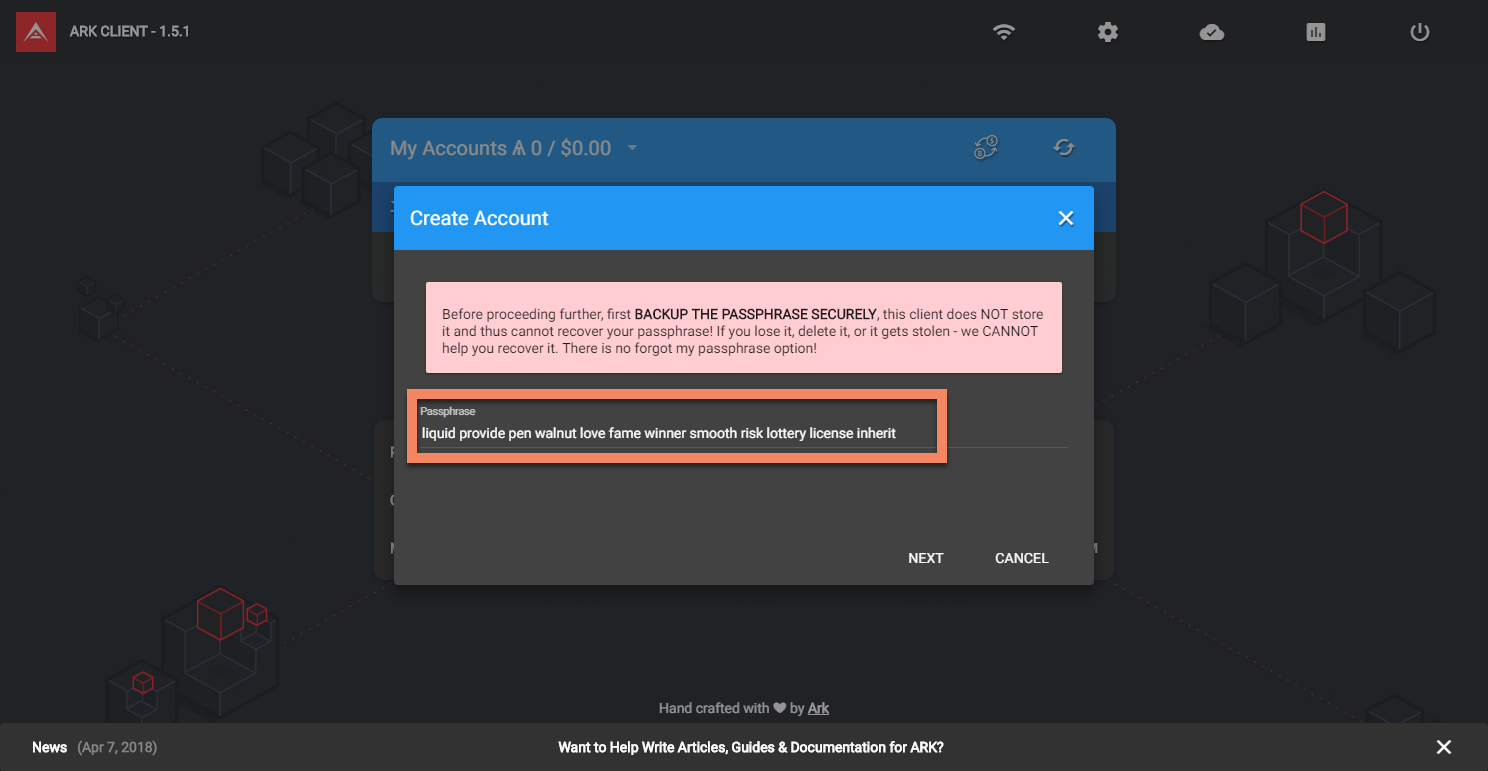 ARK CLIENT - 1.5.1
My Accounts Ѧ 0 / $0.00
Create Account
Before proceeding further, first BACKUP THE PASSPHRASE SECURELY, this client does NOT store
it and thus cannot recover your passphrase! If you lose it, delete it, or it gets stolen - we CANNOT
help you recover it. There is no forgot my passphrase option!
Passphrase
liquid provide pen walnut love fame winner smooth risk lottery license inherit
NEXT CANCEL
Hand crafted with ♥ by Ark
News (Apr 7, 2018) Want to Help Write Articles, Guides & Documentation for ARK?